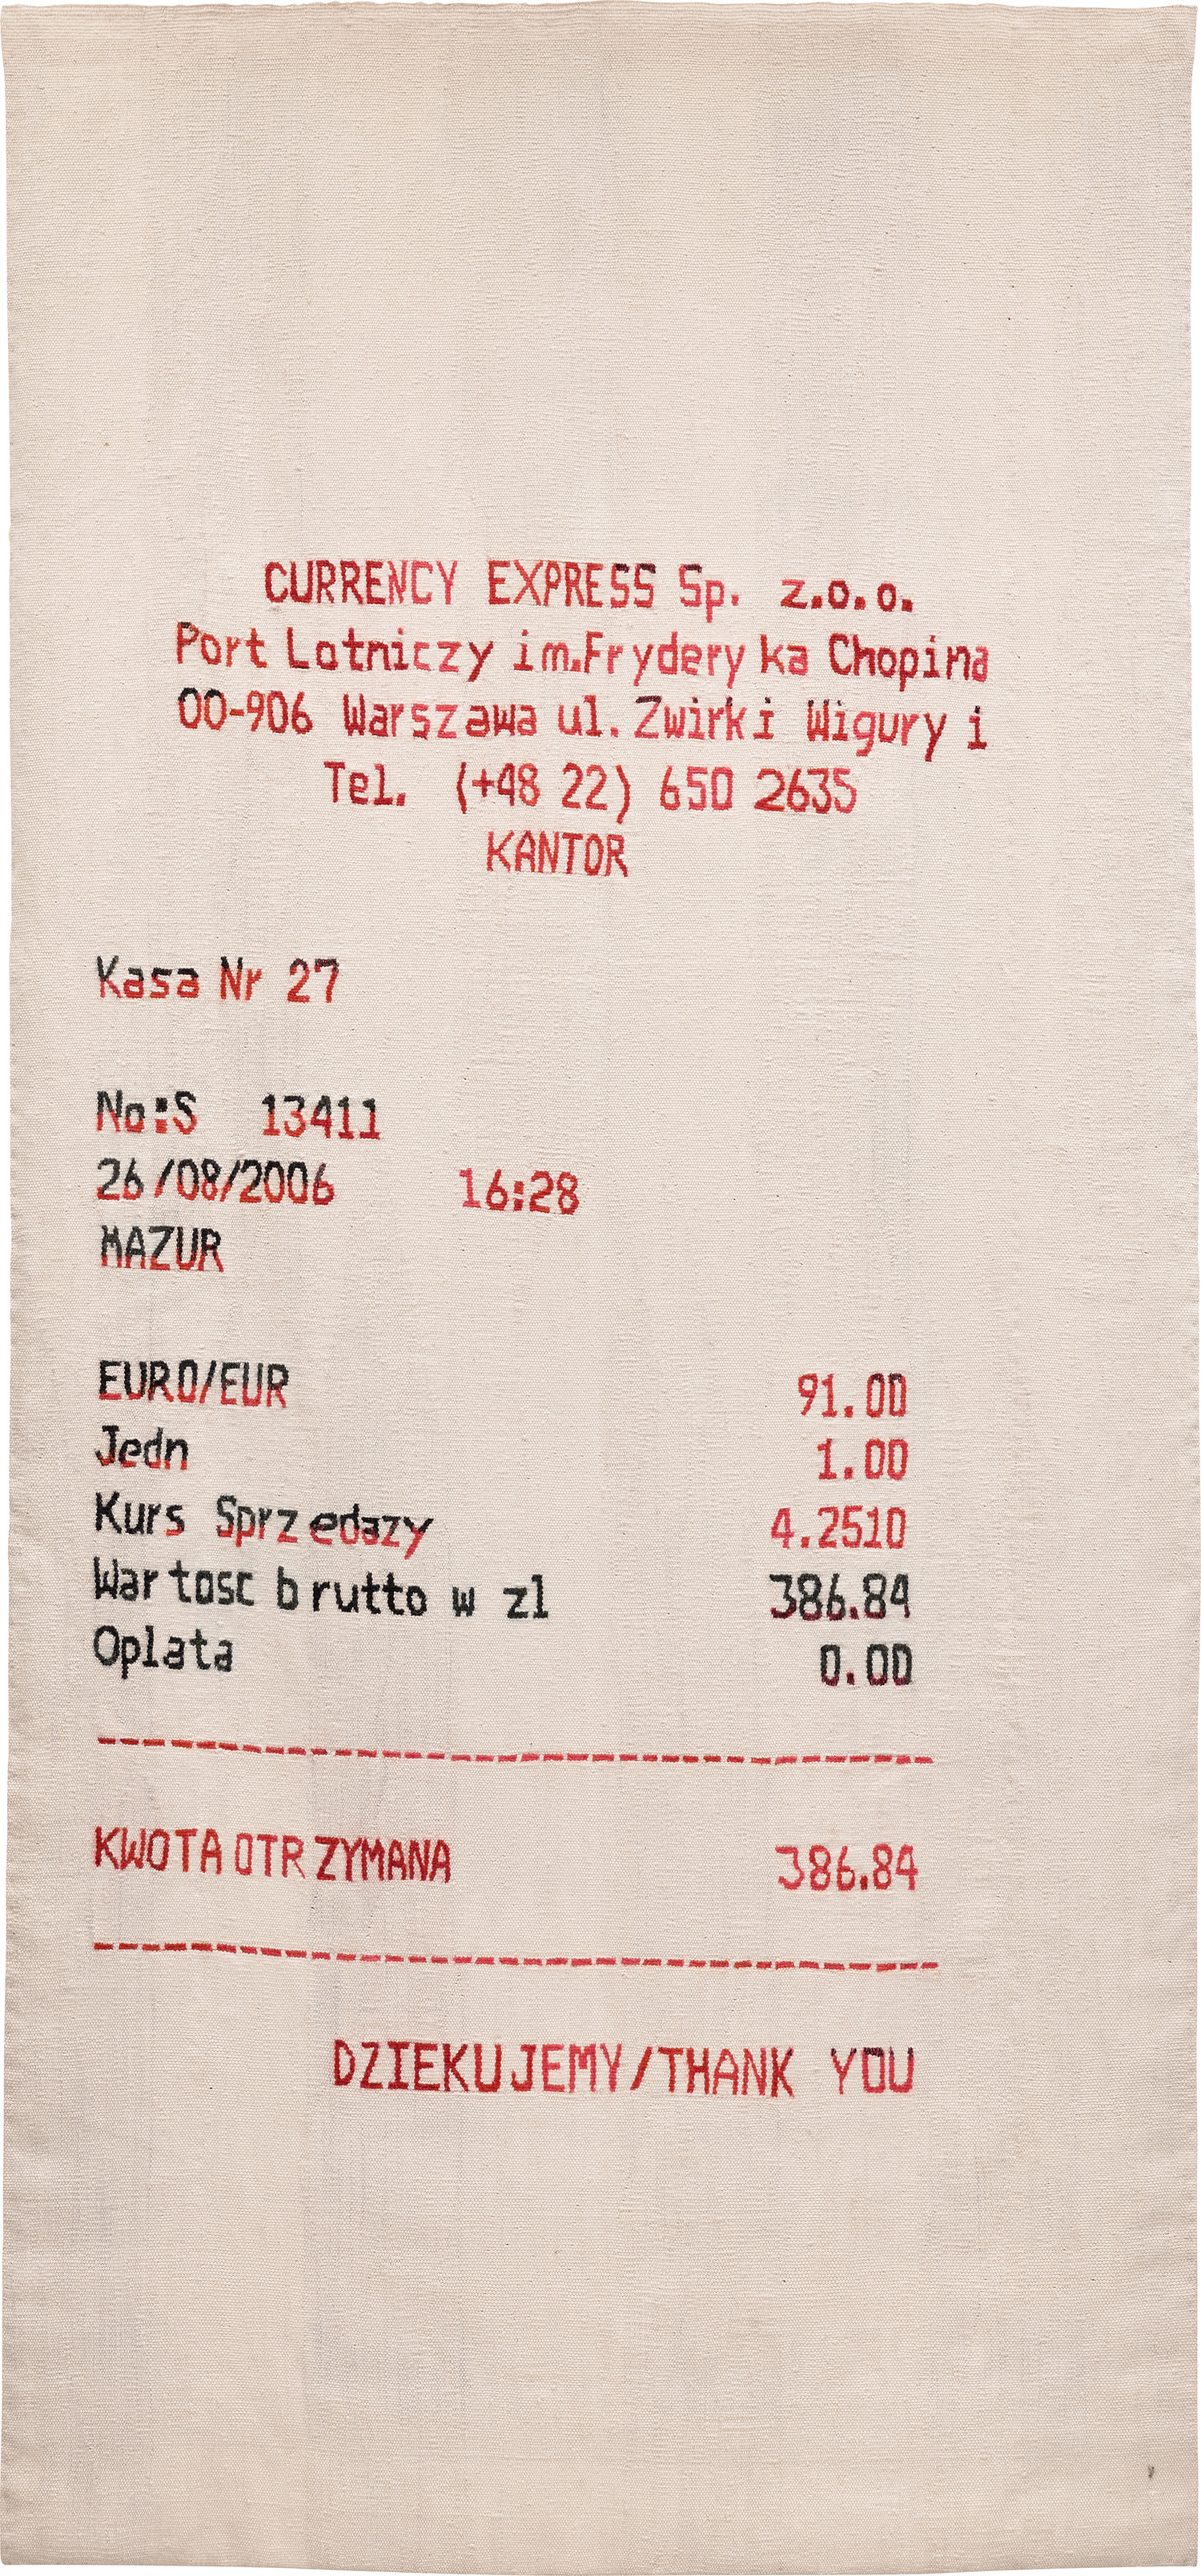 CURRENCY EXPRESS Sp. z.o.o.
Port Lotniczy im.Fryderyka Chopina
00-906 Warszawa ul.Zwirki Wigury i
Tel. (+48 22) 650 2635
KANTOR
Kasa Nr 27
No:S 13411
26/08/2006 16:28
MAZUR
EURO/EUR 91.00
Jedn 1.00
Kurs Sprzedazy 4.2510
Wartosc brutto w zl 386.84
Oplata 0.00
KWOTA OTRZYMANA 386.84
DZIEKUJEMY/THANK YOU